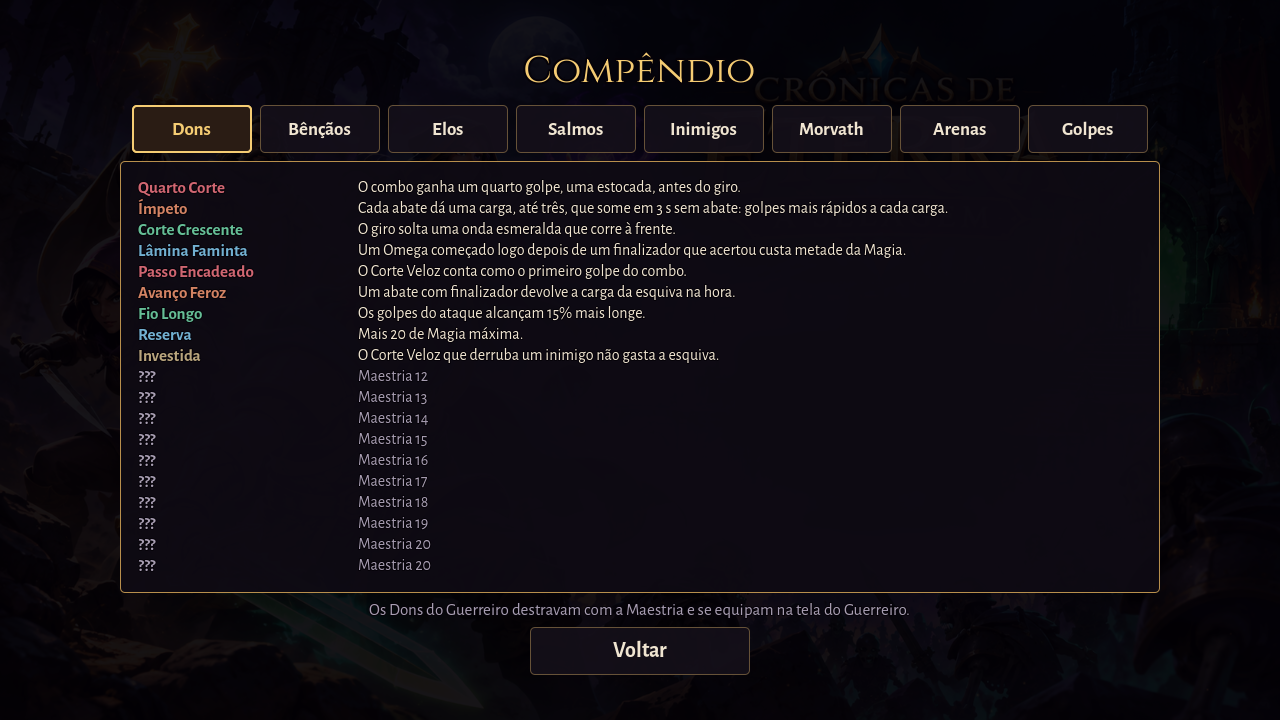 Compêndio
CRÔNICAS DE
Dons
Bênçãos
Elos
Salmos
Inimigos
Morvath
Arenas
Golpes
Quarto Corte O combo ganha um quarto golpe, uma estocada, antes do giro.
Ímpeto Cada abate dá uma carga, até três, que some em 3 s sem abate: golpes mais rápidos a cada carga.
Corte Crescente O giro solta uma onda esmeralda que corre à frente.
Lâmina Faminta Um Omega começado logo depois de um finalizador que acertou custa metade da Magia.
Passo Encadeado O Corte Veloz conta como o primeiro golpe do combo.
Avanço Feroz Um abate com finalizador devolve a carga da esquiva na hora.
Fio Longo Os golpes do ataque alcançam 15% mais longe.
Reserva Mais 20 de Magia máxima.
Investida O Corte Veloz que derruba um inimigo não gasta a esquiva.
??? Maestria 12
??? Maestria 13
??? Maestria 14
??? Maestria 15
??? Maestria 16
??? Maestria 17
??? Maestria 18
??? Maestria 19
??? Maestria 20
??? Maestria 20
Os Dons do Guerreiro destravam com a Maestria e se equipam na tela do Guerreiro.
Voltar